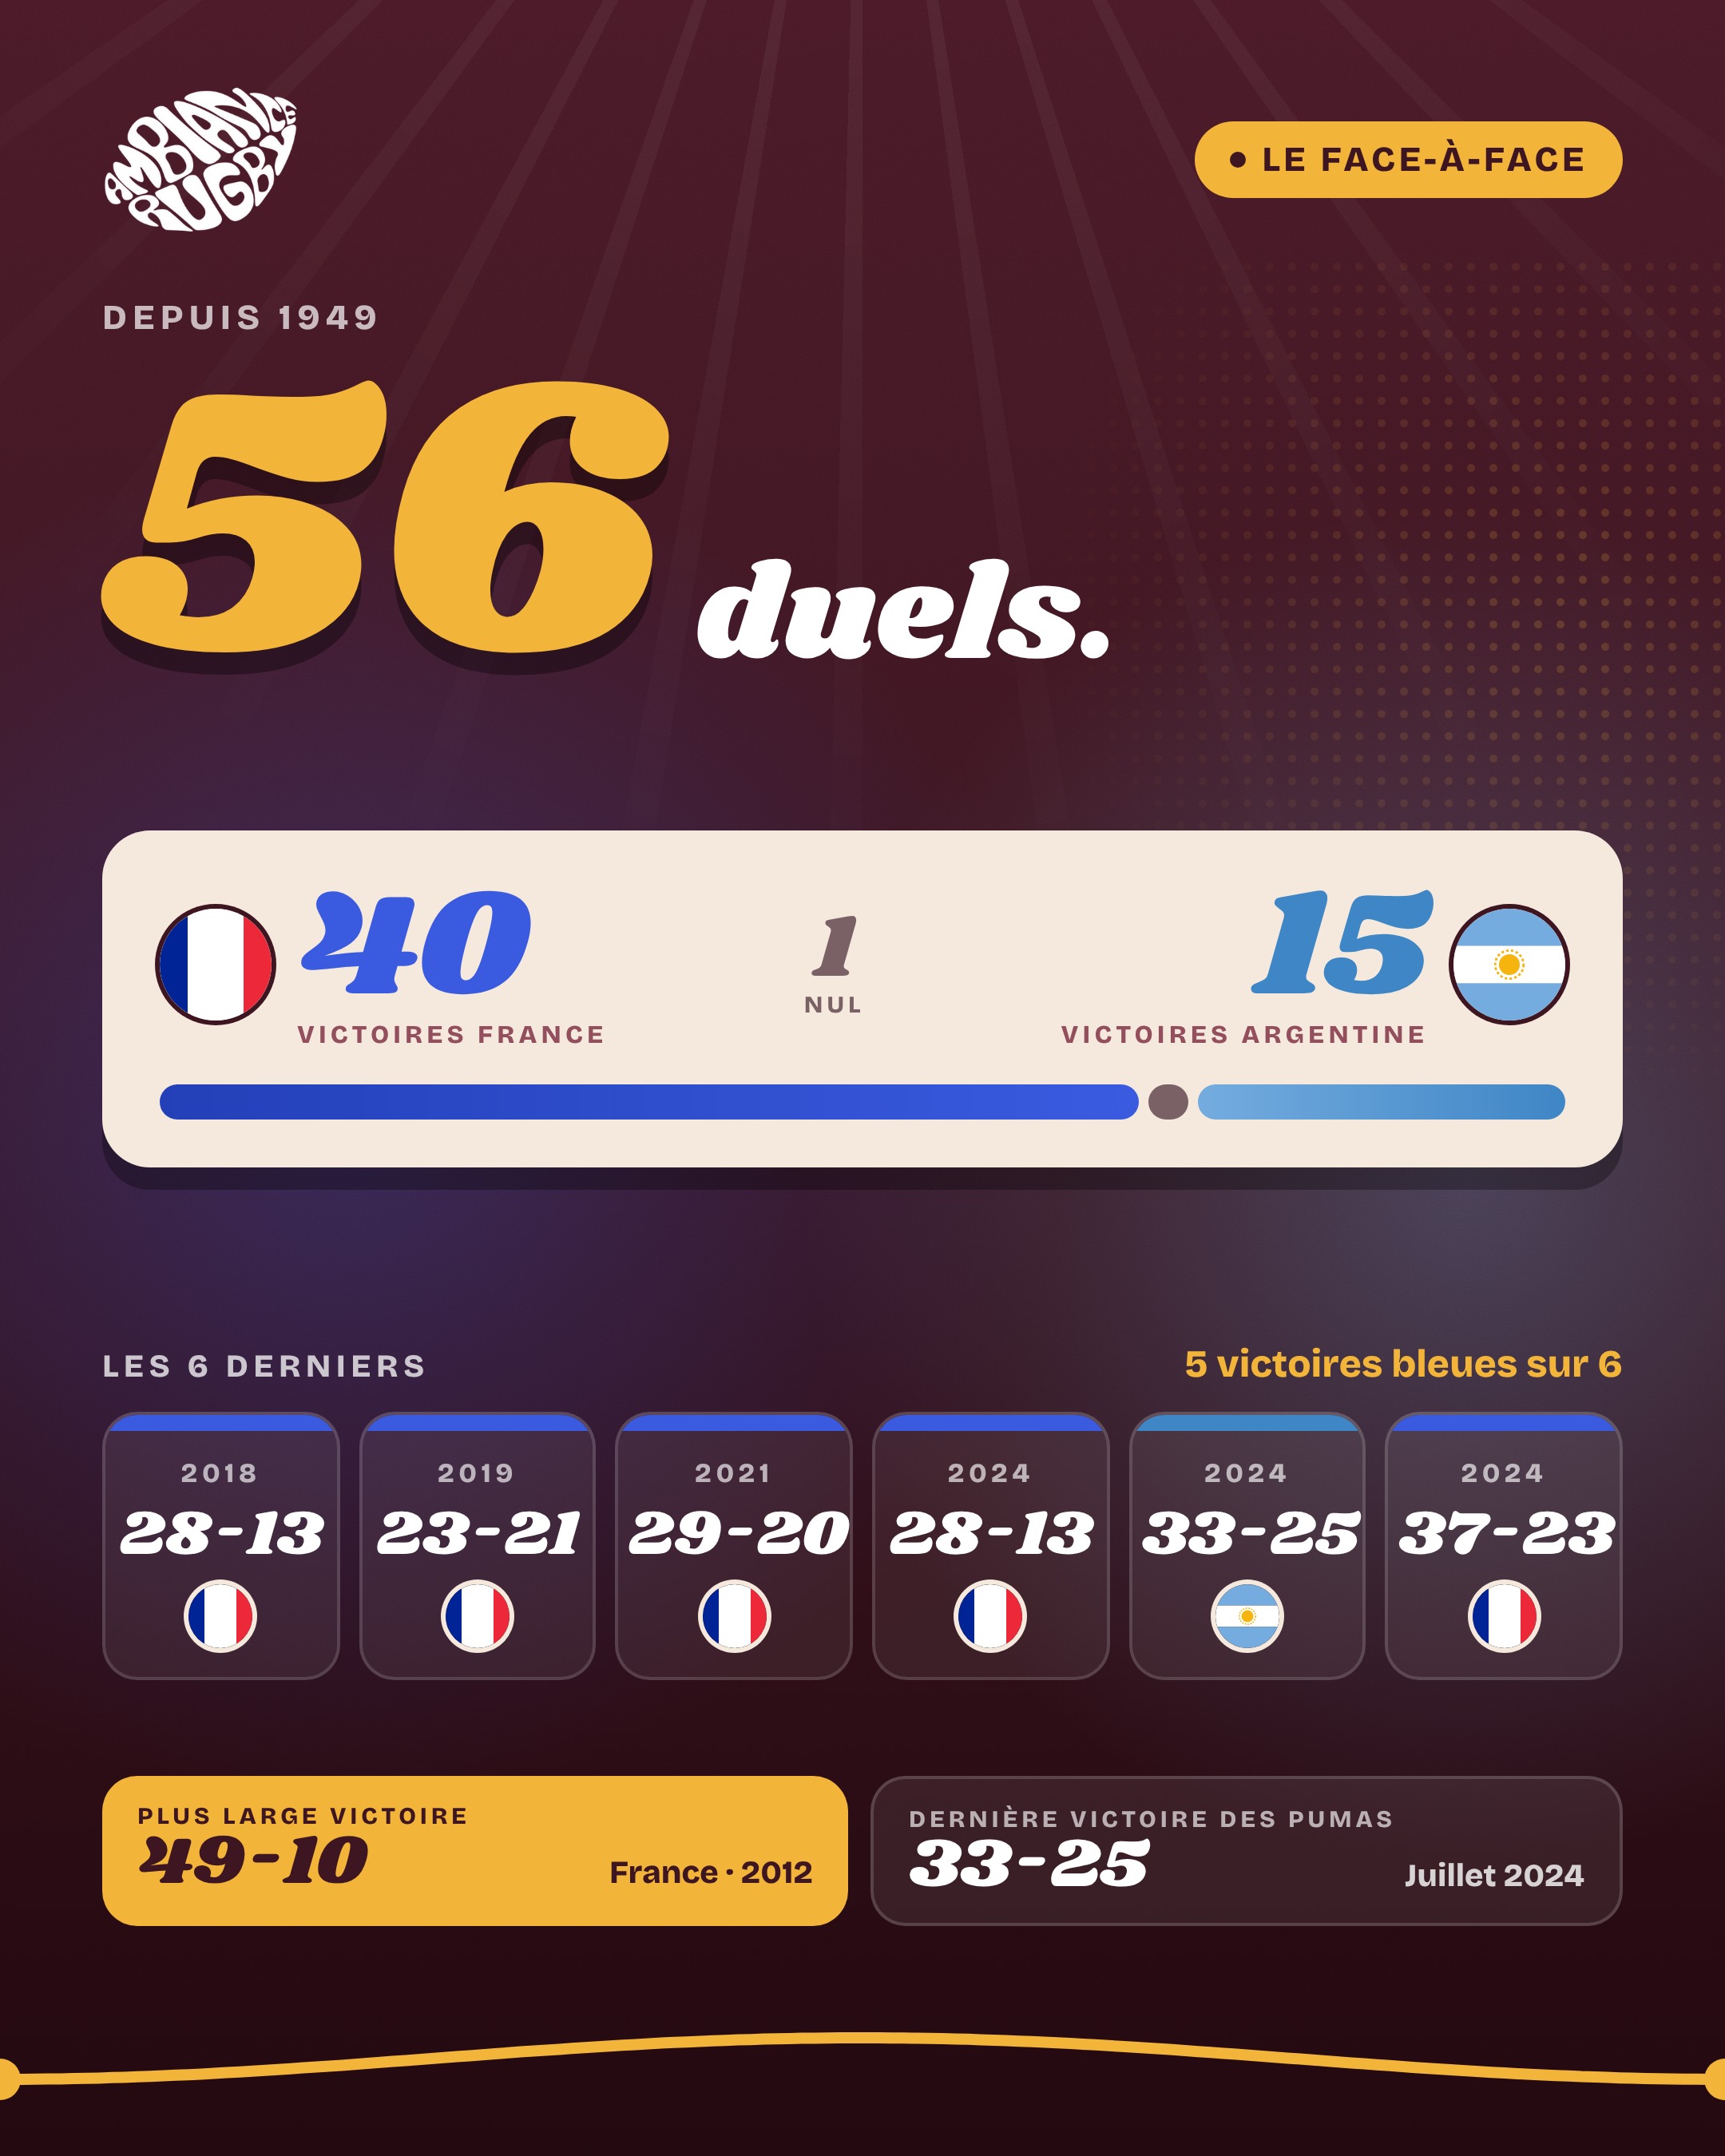 AMBIANCE
RUGBY
• LE FACE-À-FACE
DEPUIS 1949
56 duels.
40
VICTOIRES FRANCE
1
NUL
15
VICTOIRES ARGENTINE
LES 6 DERNIERS
5 victoires bleues sur 6
2018
28-13
2019
23-21
2021
29-20
2024
28-13
2024
33-25
2024
37-23
PLUS LARGE VICTOIRE
49-10
France · 2012
DERNIÈRE VICTOIRE DES PUMAS
33-25
Juillet 2024